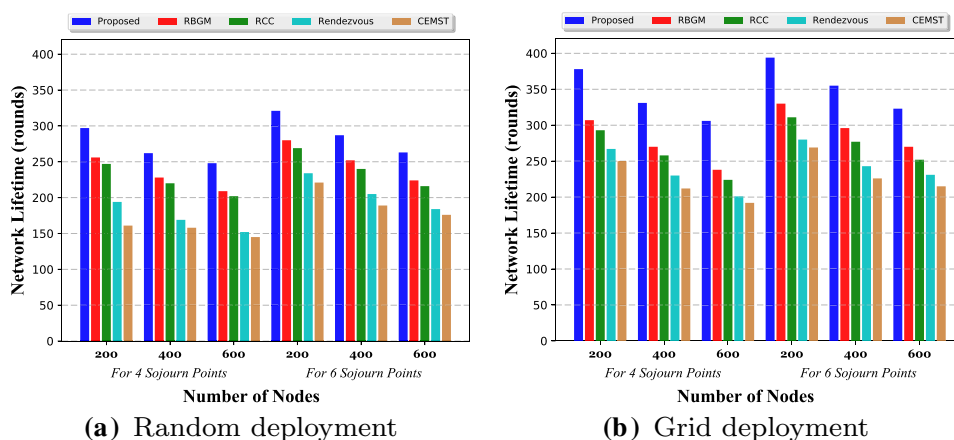 Proposed RBGM RCC Rendezvous CEMST
Network Lifetime (rounds)
400
350
300
250
200
150
100
50
0
200 400 600 200 400 600
For 4 Sojourn Points For 6 Sojourn Points
Number of Nodes
(a) Random deployment
Proposed RBGM RCC Rendezvous CEMST
Network Lifetime (rounds)
400
350
300
250
200
150
100
50
0
200 400 600 200 400 600
For 4 Sojourn Points For 6 Sojourn Points
Number of Nodes
(b) Grid deployment